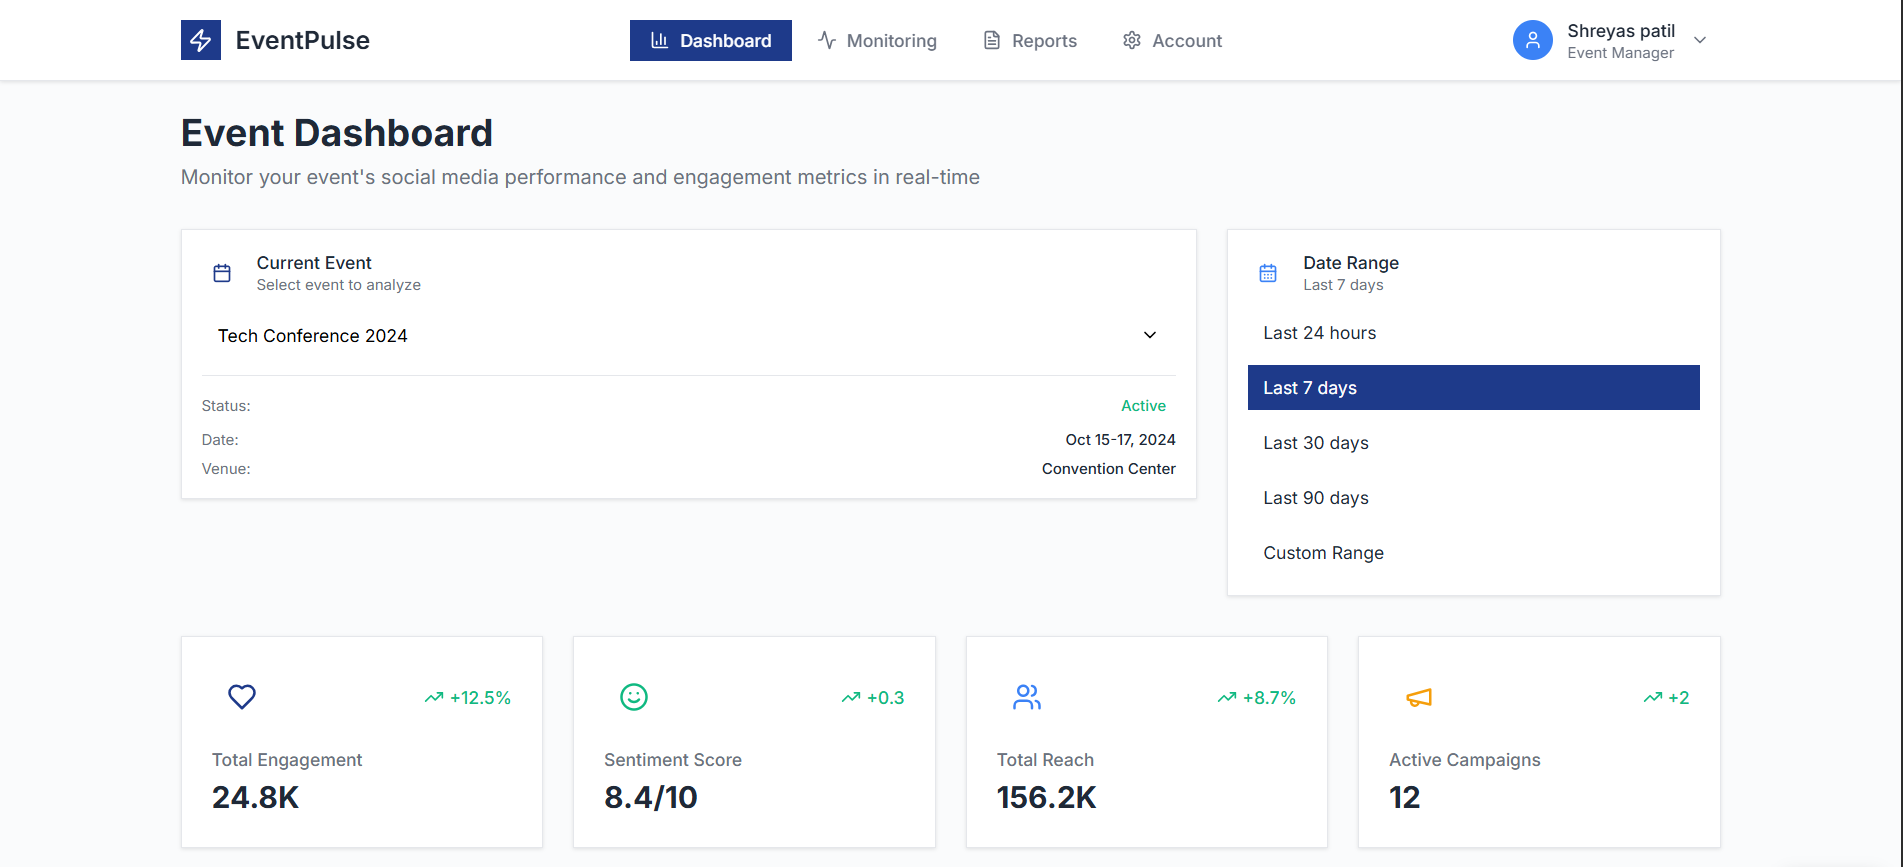 EventPulse
Dashboard
Monitoring
Reports
Account
Shreyas patil
Event Manager
Event Dashboard
Monitor your event's social media performance and engagement metrics in real-time
Current Event
Select event to analyze
Tech Conference 2024
Status:
Active
Date:
Oct 15-17, 2024
Venue:
Convention Center
Date Range
Last 7 days
Last 24 hours
Last 7 days
Last 30 days
Last 90 days
Custom Range
+12.5%
Total Engagement
24.8K
+0.3
Sentiment Score
8.4/10
+8.7%
Total Reach
156.2K
+2
Active Campaigns
12